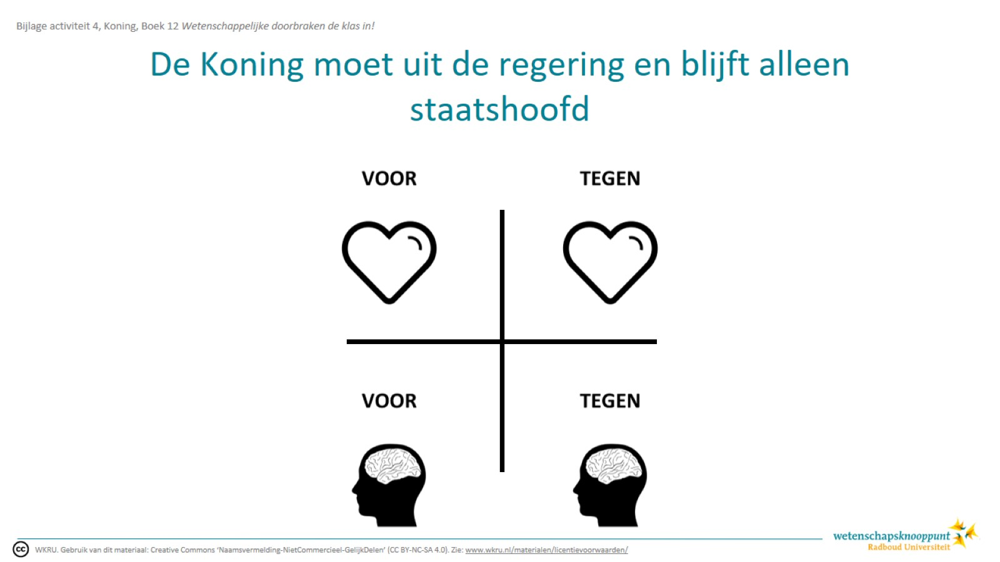 Bijlage activiteit 4, Koning, Boek 12 Wetenschappelijke doorbraken de klas in!
De Koning moet uit de regering en blijft alleen
staatshoofd
VOOR TEGEN
VOOR TEGEN
wetenschapsknooppunt
Radboud Universiteit
cc WKRU. Gebruik van dit materiaal: Creative Commons ‘Naamsvermelding-NietCommercieel-GelijkDelen’ (CC BY-NC-SA 4.0). Zie: www.wkru.nl/materialen/licentievoorwaarden/